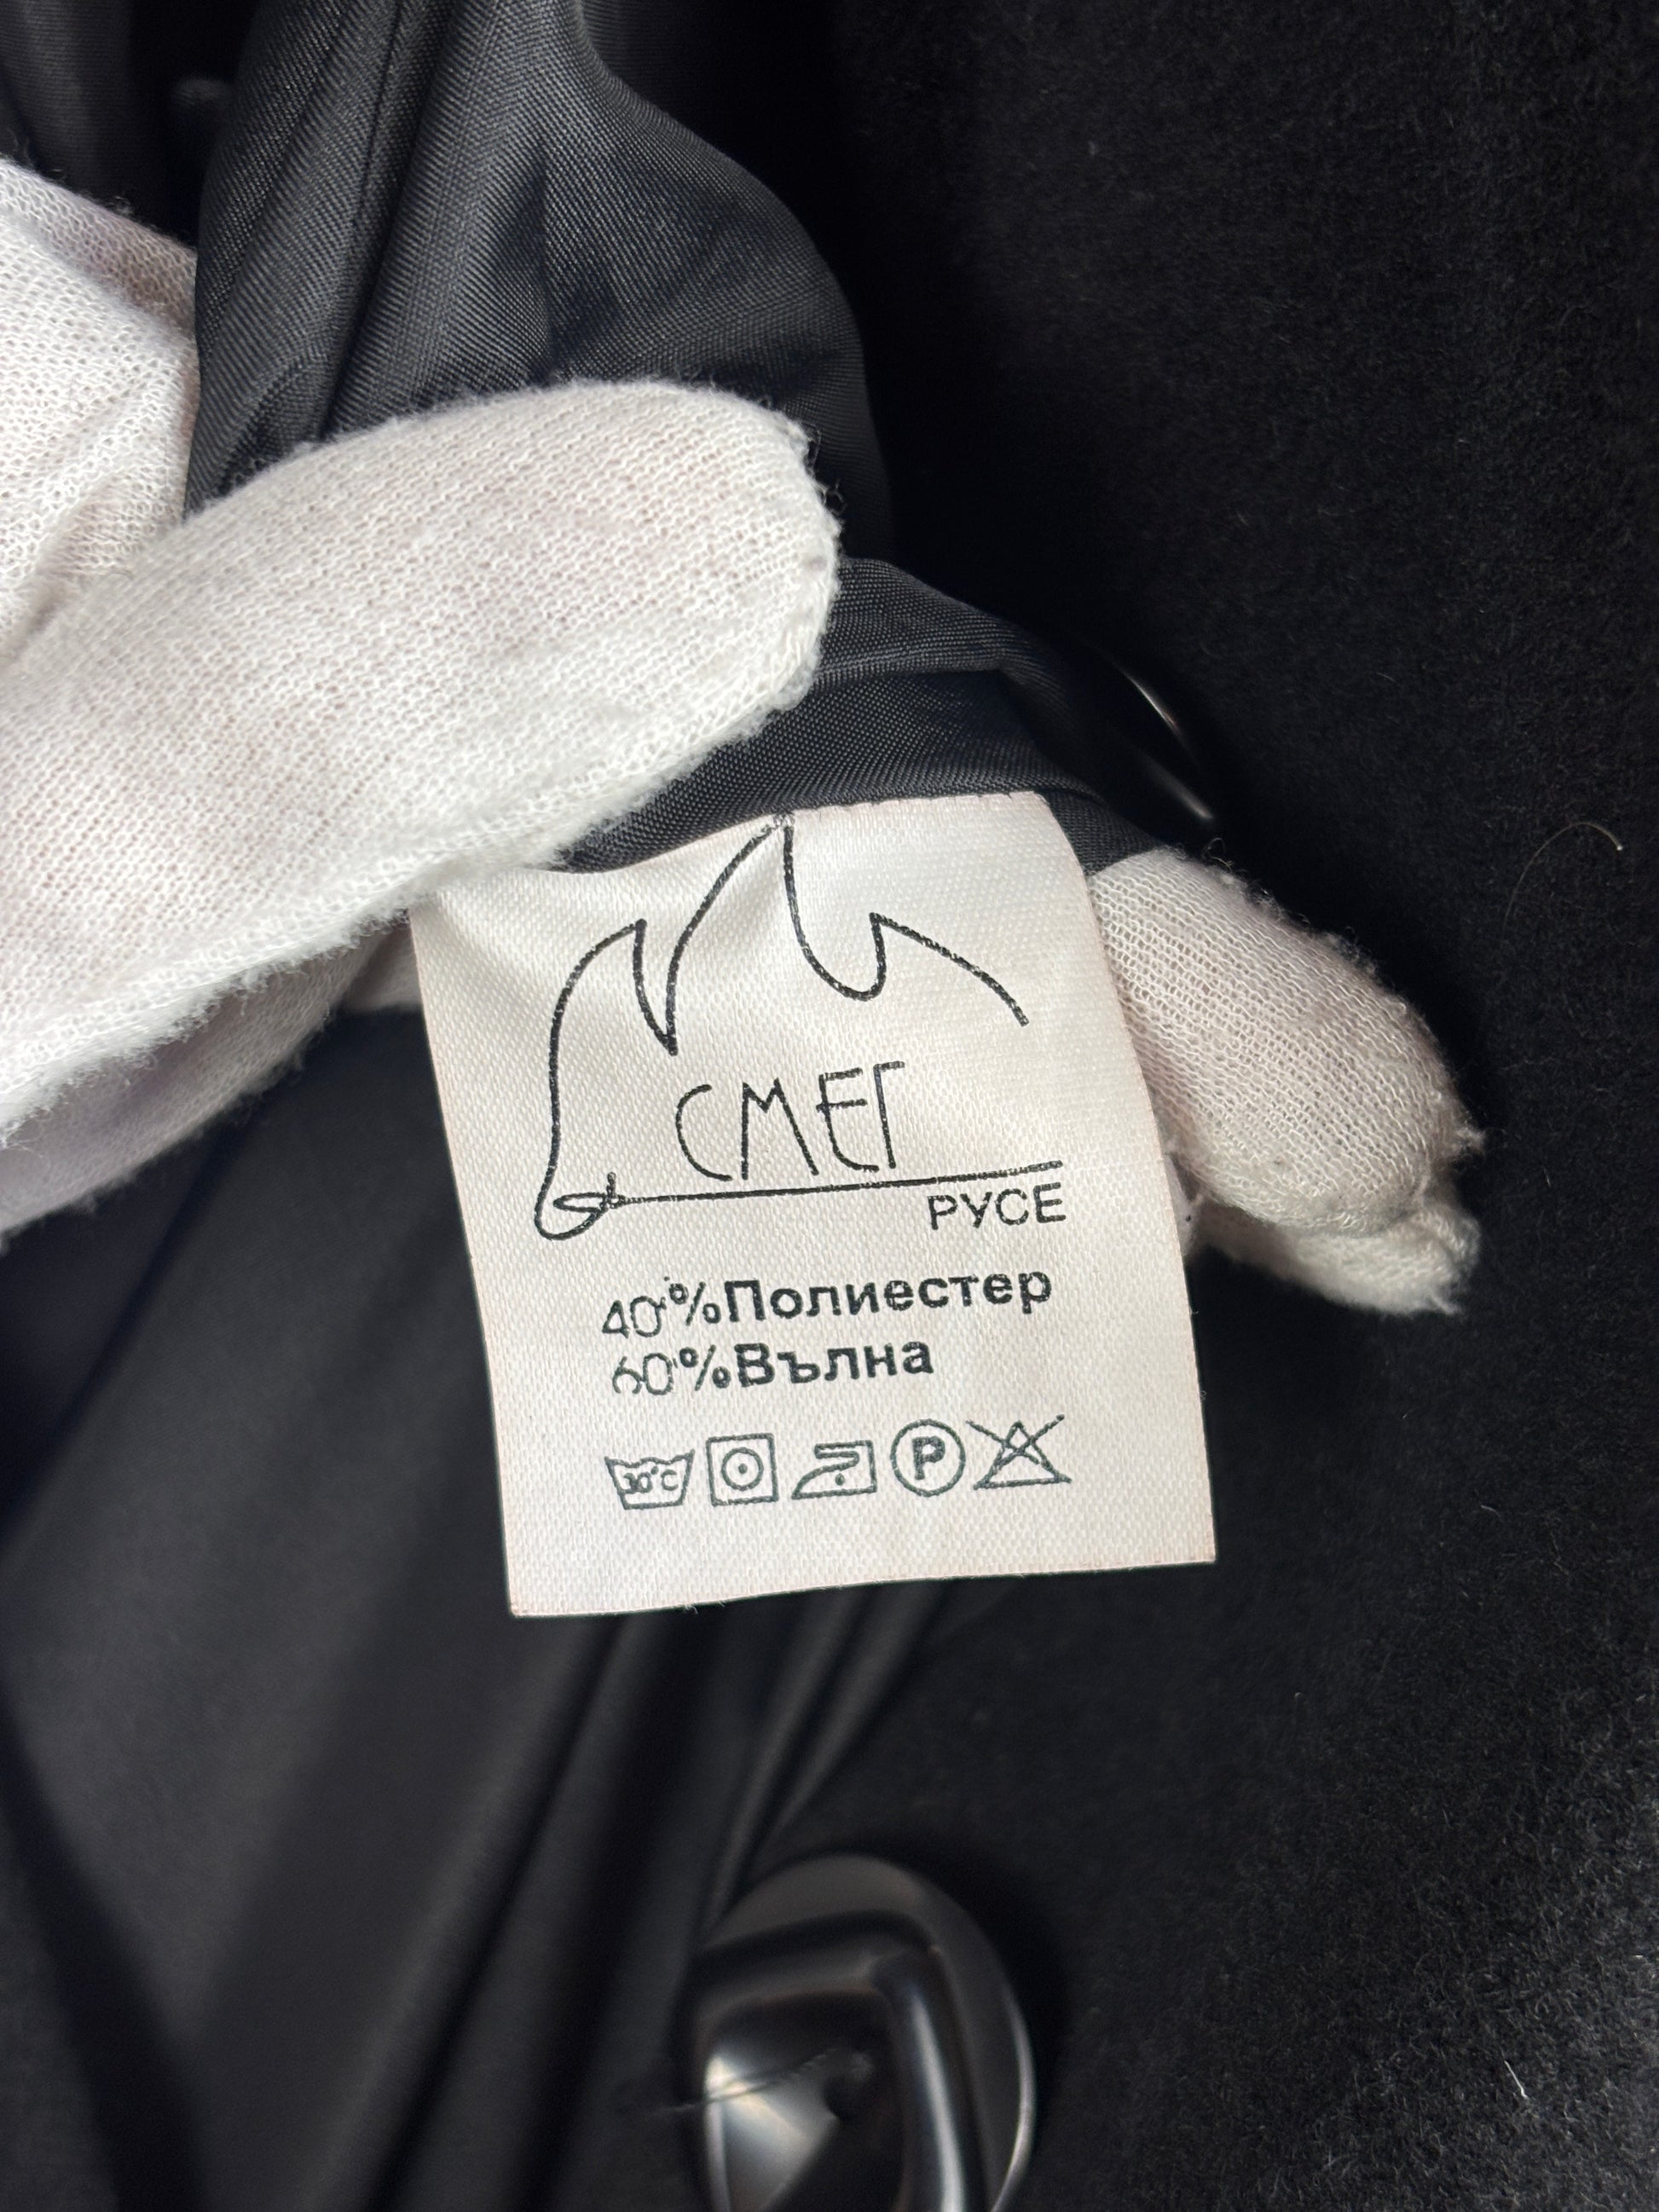 СМЕГ
РУСЕ
40%Полиестер
60%Вълна
30°C P